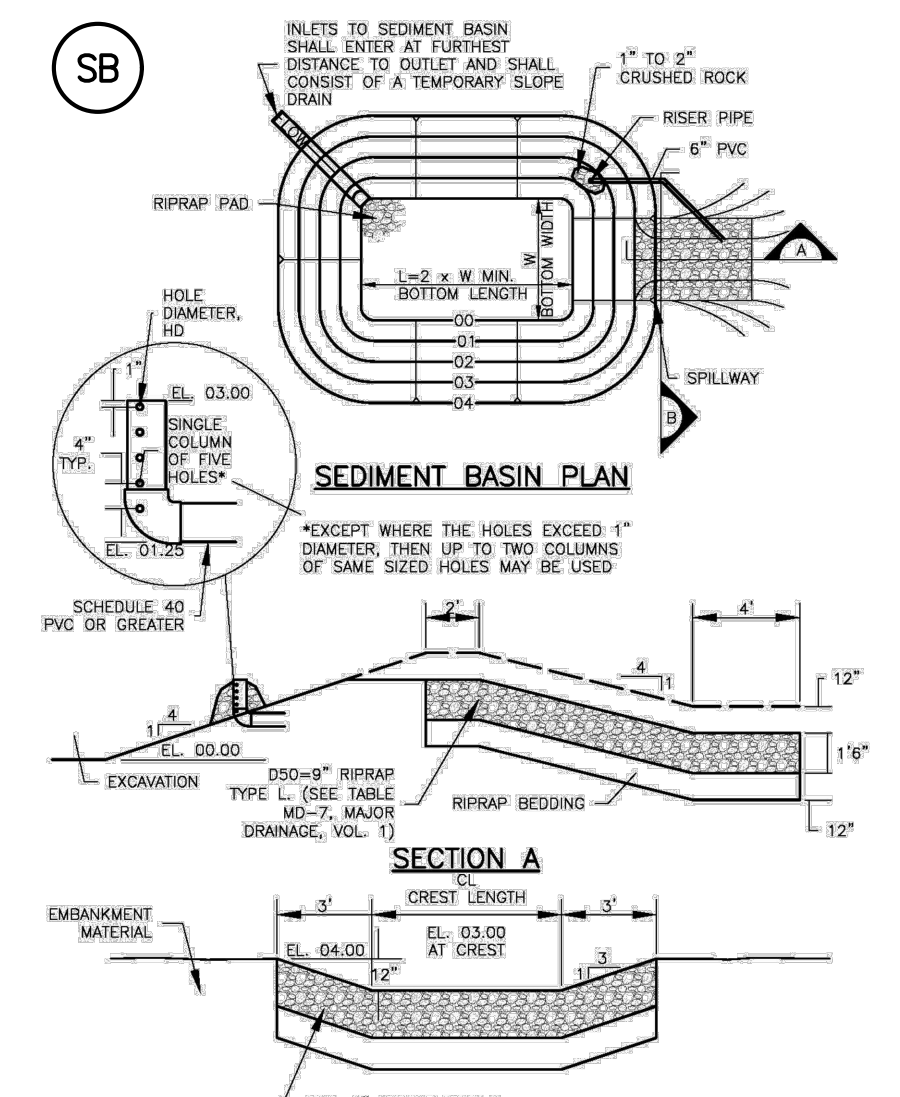 SB
INLETS TO SEDIMENT BASIN
SHALL ENTER AT FURTHEST
DISTANCE TO OUTLET AND SHALL
CONSIST OF A TEMPORARY SLOPE
DRAIN
1" TO 2"
CRUSHED ROCK
RISER PIPE
6" PVC
FLOW
RIPRAP PAD
A
L=2 x W MIN.
BOTTOM LENGTH
W
BOTTOM WIDTH
00
01
02
03
04
SPILLWAY
B
HOLE
DIAMETER,
HD
1"
EL. 03.00
4"
TYP.
SINGLE
COLUMN
OF FIVE
HOLES*
EL. 01.25
SCHEDULE 40
PVC OR GREATER
SEDIMENT BASIN PLAN
*EXCEPT WHERE THE HOLES EXCEED 1"
DIAMETER, THEN UP TO TWO COLUMNS
OF SAME SIZED HOLES MAY BE USED
2'
4'
4
1
12"
4
1
EL. 00.00
EXCAVATION
1'6"
D50=9" RIPRAP
TYPE L. (SEE TABLE
MD-7, MAJOR
DRAINAGE, VOL. 1)
RIPRAP BEDDING
12"
SECTION A
CL
CREST LENGTH
3'
3'
EMBANKMENT
MATERIAL
EL. 04.00
EL. 03.00
AT CREST
12"
3
1